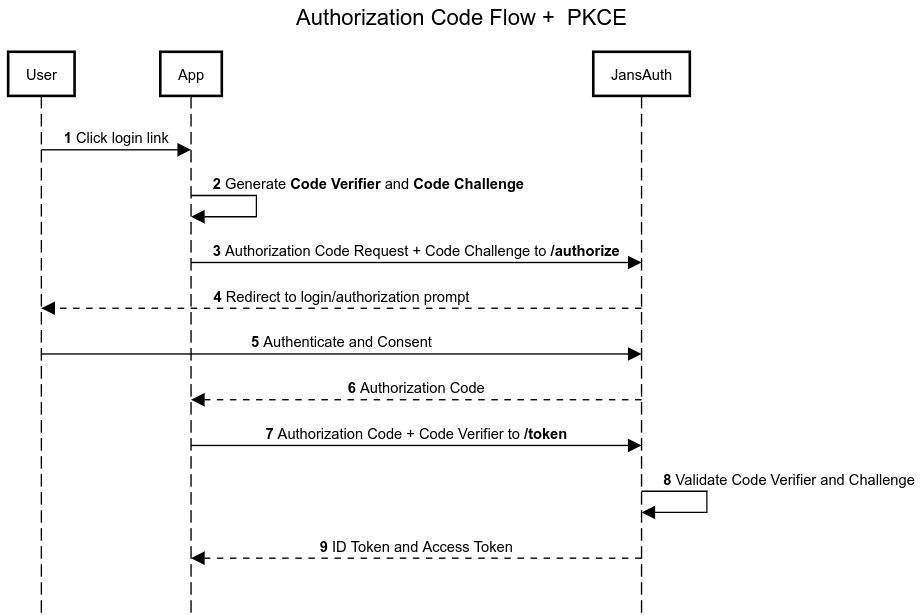 Authorization Code Flow +  PKCE
User
App
JansAuth
1 Click login link
2 Generate Code Verifier and Code Challenge
3 Authorization Code Request + Code Challenge to /authorize
4 Redirect to login/authorization prompt
5 Authenticate and Consent
6 Authorization Code
7 Authorization Code + Code Verifier to /token
8 Validate Code Verifier and Challenge
9 ID Token and Access Token